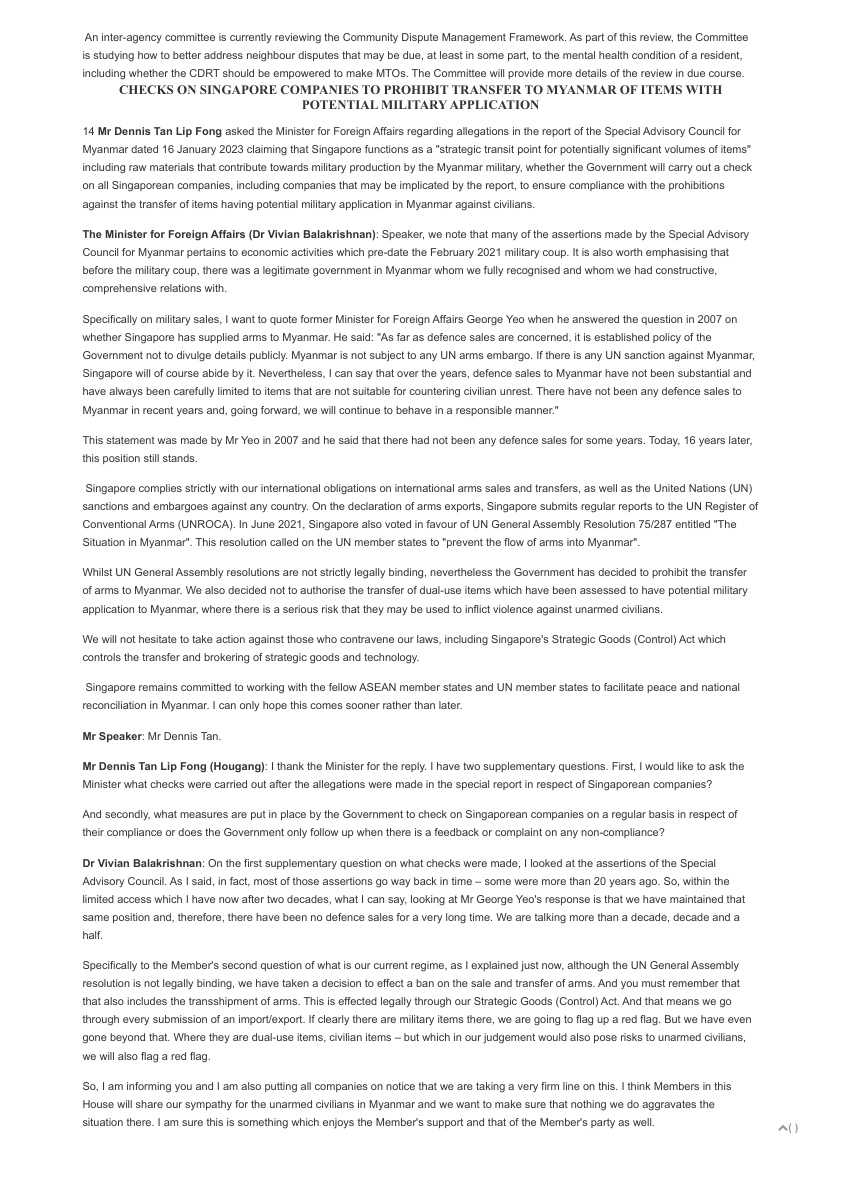 An inter-agency committee is currently reviewing the Community Dispute Management Framework. As part of this review, the Committee
is studying how to better address neighbour disputes that may be due, at least in some part, to the mental health condition of a resident,
including whether the CDRT should be empowered to make MTOs. The Committee will provide more details of the review in due course.
CHECKS ON SINGAPORE COMPANIES TO PROHIBIT TRANSFER TO MYANMAR OF ITEMS WITH
POTENTIAL MILITARY APPLICATION
14 Mr Dennis Tan Lip Fong asked the Minister for Foreign Affairs regarding allegations in the report of the Special Advisory Council for
Myanmar dated 16 January 2023 claiming that Singapore functions as a "strategic transit point for potentially significant volumes of items"
including raw materials that contribute towards military production by the Myanmar military, whether the Government will carry out a check
on all Singaporean companies, including companies that may be implicated by the report, to ensure compliance with the prohibitions
against the transfer of items having potential military application in Myanmar against civilians.
The Minister for Foreign Affairs (Dr Vivian Balakrishnan): Speaker, we note that many of the assertions made by the Special Advisory
Council for Myanmar pertains to economic activities which pre-date the February 2021 military coup. It is also worth emphasising that
before the military coup, there was a legitimate government in Myanmar whom we fully recognised and whom we had constructive,
comprehensive relations with.
Specifically on military sales, I want to quote former Minister for Foreign Affairs George Yeo when he answered the question in 2007 on
whether Singapore has supplied arms to Myanmar. He said: "As far as defence sales are concerned, it is established policy of the
Government not to divulge details publicly. Myanmar is not subject to any UN arms embargo. If there is any UN sanction against Myanmar,
Singapore will of course abide by it. Nevertheless, I can say that over the years, defence sales to Myanmar have not been substantial and
have always been carefully limited to items that are not suitable for countering civilian unrest. There have not been any defence sales to
Myanmar in recent years and, going forward, we will continue to behave in a responsible manner."
This statement was made by Mr Yeo in 2007 and he said that there had not been any defence sales for some years. Today, 16 years later,
this position still stands.
Singapore complies strictly with our international obligations on international arms sales and transfers, as well as the United Nations (UN)
sanctions and embargoes against any country. On the declaration of arms exports, Singapore submits regular reports to the UN Register of
Conventional Arms (UNROCA). In June 2021, Singapore also voted in favour of UN General Assembly Resolution 75/287 entitled "The
Situation in Myanmar". This resolution called on the UN member states to "prevent the flow of arms into Myanmar".
Whilst UN General Assembly resolutions are not strictly legally binding, nevertheless the Government has decided to prohibit the transfer
of arms to Myanmar. We also decided not to authorise the transfer of dual-use items which have been assessed to have potential military
application to Myanmar, where there is a serious risk that they may be used to inflict violence against unarmed civilians.
We will not hesitate to take action against those who contravene our laws, including Singapore's Strategic Goods (Control) Act which
controls the transfer and brokering of strategic goods and technology.
Singapore remains committed to working with the fellow ASEAN member states and UN member states to facilitate peace and national
reconciliation in Myanmar. I can only hope this comes sooner rather than later.
Mr Speaker: Mr Dennis Tan.
Mr Dennis Tan Lip Fong (Hougang): I thank the Minister for the reply. I have two supplementary questions. First, I would like to ask the
Minister what checks were carried out after the allegations were made in the special report in respect of Singaporean companies?
And secondly, what measures are put in place by the Government to check on Singaporean companies on a regular basis in respect of
their compliance or does the Government only follow up when there is a feedback or complaint on any non-compliance?
Dr Vivian Balakrishnan: On the first supplementary question on what checks were made, I looked at the assertions of the Special
Advisory Council. As I said, in fact, most of those assertions go way back in time – some were more than 20 years ago. So, within the
limited access which I have now after two decades, what I can say, looking at Mr George Yeo's response is that we have maintained that
same position and, therefore, there have been no defence sales for a very long time. We are talking more than a decade, decade and a
half.
Specifically to the Member's second question of what is our current regime, as I explained just now, although the UN General Assembly
resolution is not legally binding, we have taken a decision to effect a ban on the sale and transfer of arms. And you must remember that
that also includes the transshipment of arms. This is effected legally through our Strategic Goods (Control) Act. And that means we go
through every submission of an import/export. If clearly there are military items there, we are going to flag up a red flag. But we have even
gone beyond that. Where they are dual-use items, civilian items – but which in our judgement would also pose risks to unarmed civilians,
we will also flag a red flag.
So, I am informing you and I am also putting all companies on notice that we are taking a very firm line on this. I think Members in this
House will share our sympathy for the unarmed civilians in Myanmar and we want to make sure that nothing we do aggravates the
situation there. I am sure this is something which enjoys the Member's support and that of the Member's party as well.
( )